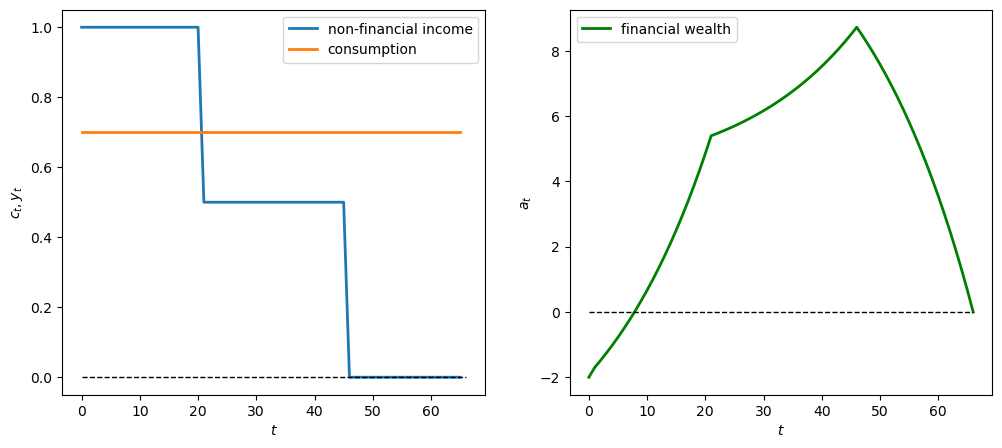 non-financial income
consumption
1.0
0.8
0.6
0.4
0.2
0.0
c_t, y_t
0 10 20 30 40 50 60
t
financial wealth
8
6
4
2
0
−2
a_t
0 10 20 30 40 50 60
t